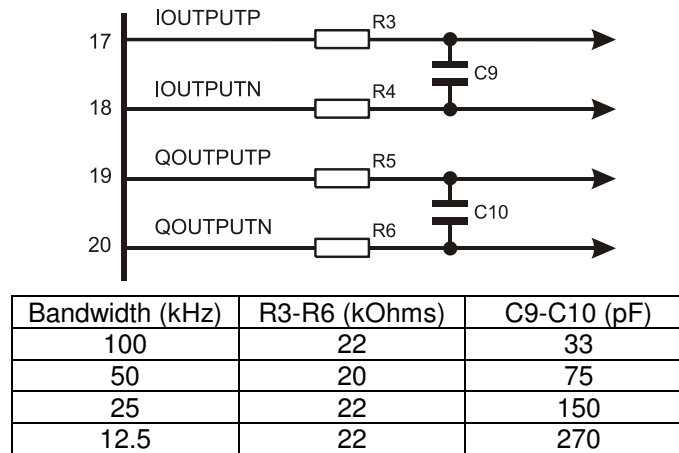 IOUTPUTP R3
17
C9
IOUTPUTN R4
18
QOUTPUTP R5
19
C10
QOUTPUTN R6
20
Bandwidth (kHz) R3-R6 (kOhms) C9-C10 (pF)
100 22 33
50 20 75
25 22 150
12.5 22 270